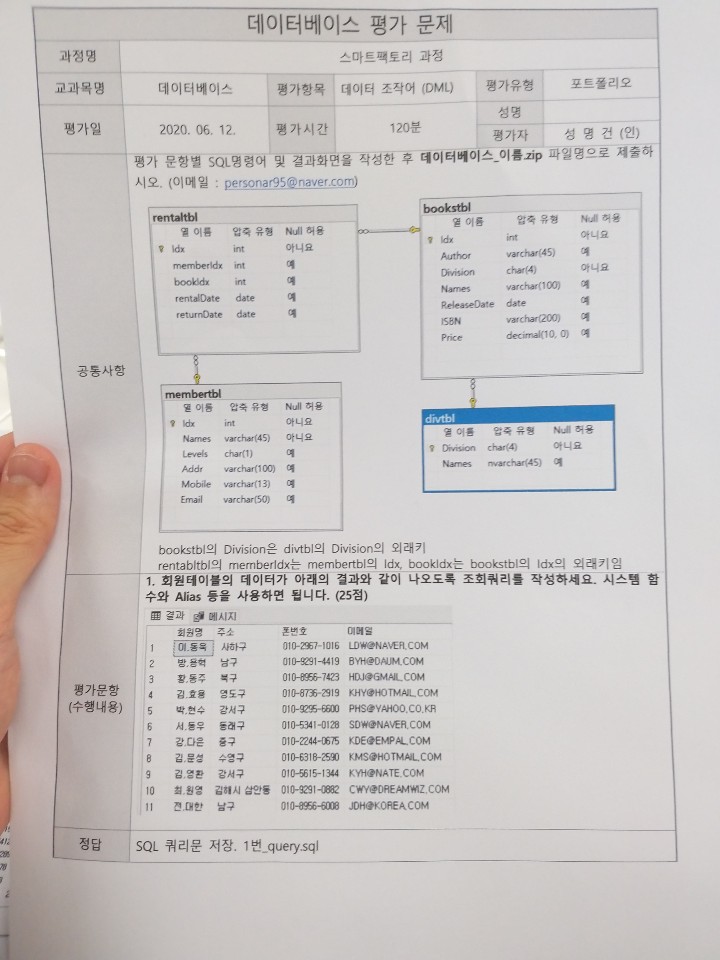 데이터베이스 평가 문제
과정명 스마트팩토리 과정
교과목명 데이터베이스 평가항목 데이터 조작어 (DML) 평가유형 포트폴리오
평가일 2020. 06. 12. 평가시간 120분 성명
평가자 성 명 건 (인)
평가 문항별 SQL명령어 및 결과화면을 작성한 후 데이터베이스_이름.zip 파일명으로 제출하
시오. (이메일 : personar95@naver.com)
공통사항
rentaltbl
열 이름 압축 유형 Null 허용
Idx int 아니요
memberIdx int 예
bookIdx int 예
rentalDate date 예
returnDate date 예
bookstbl
열 이름 압축 유형 Null 허용
Idx int 아니요
Author varchar(45) 예
Division char(4) 아니요
Names varchar(100) 예
ReleaseDate date 예
ISBN varchar(200) 예
Price decimal(10, 0) 예
membertbl
열 이름 압축 유형 Null 허용
Idx int 아니요
Names varchar(45) 아니요
Levels char(1) 예
Addr varchar(100) 예
Mobile varchar(13) 예
Email varchar(50) 예
divtbl
열 이름 압축 유형 Null 허용
Division char(4) 아니요
Names nvarchar(45) 예
bookstbl의 Division은 divtbl의 Division의 외래키
rentabltbl의 memberIdx는 membertbl의 Idx, bookIdx는 bookstbl의 Idx의 외래키임
평가문항
(수행내용)
1. 회원테이블의 데이터가 아래의 결과와 같이 나오도록 조회쿼리를 작성하세요. 시스템 함
수와 Alias 등을 사용하면 됩니다. (25점)
결과 메시지
회원명 주소 폰번호 이메일
1 이.동욱 사하구 010-2967-1016 LDW@NAVER.COM
2 방.용혁 남구 010-9291-4419 BYH@DAUM.COM
3 황.동주 북구 010-8956-7423 HDJ@GMAIL.COM
4 김.효용 영도구 010-8736-2919 KHY@HOTMAIL.COM
5 박.현수 강서구 010-9295-6600 PHS@YAHOO.CO.KR
6 서.동우 동래구 010-5341-0128 SDW@NAVER.COM
7 강.다은 중구 010-2244-0675 KDE@EMPAL.COM
8 김.문성 수영구 010-6318-2590 KMS@HOTMAIL.COM
9 김.영환 강서구 010-5615-1344 KYH@NATE.COM
10 최.원영 김해시 삼안동 010-9291-0882 CWY@DREAMWIZ.COM
11 전.대한 남구 010-8956-6008 JDH@KOREA.COM
정답 SQL 쿼리문 저장. 1번_query.sql